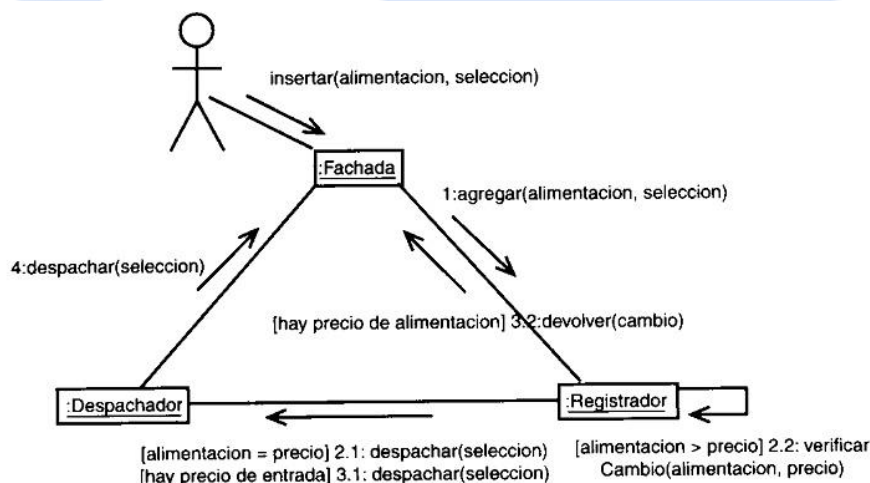 insertar(alimentacion, seleccion)
:Fachada
1:agregar(alimentacion, seleccion)
4:despachar(seleccion)
[hay precio de alimentacion] 3.2:devolver(cambio)
:Despachador
:Registrador
[alimentacion = precio] 2.1: despachar(seleccion)
[hay precio de entrada] 3.1: despachar(seleccion)
[alimentacion > precio] 2.2: verificar
Cambio(alimentacion, precio)